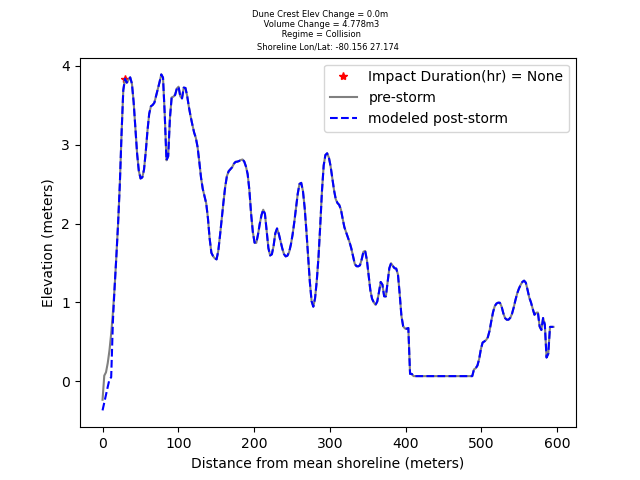 Dune Crest Elev Change = 0.0m
Volume Change = 4.778m3
Regime = Collision
Shoreline Lon/Lat: -80.156 27.174
Impact Duration(hr) = None
pre-storm
modeled post-storm
Elevation (meters)
4
3
2
1
0
0 100 200 300 400 500 600
Distance from mean shoreline (meters)